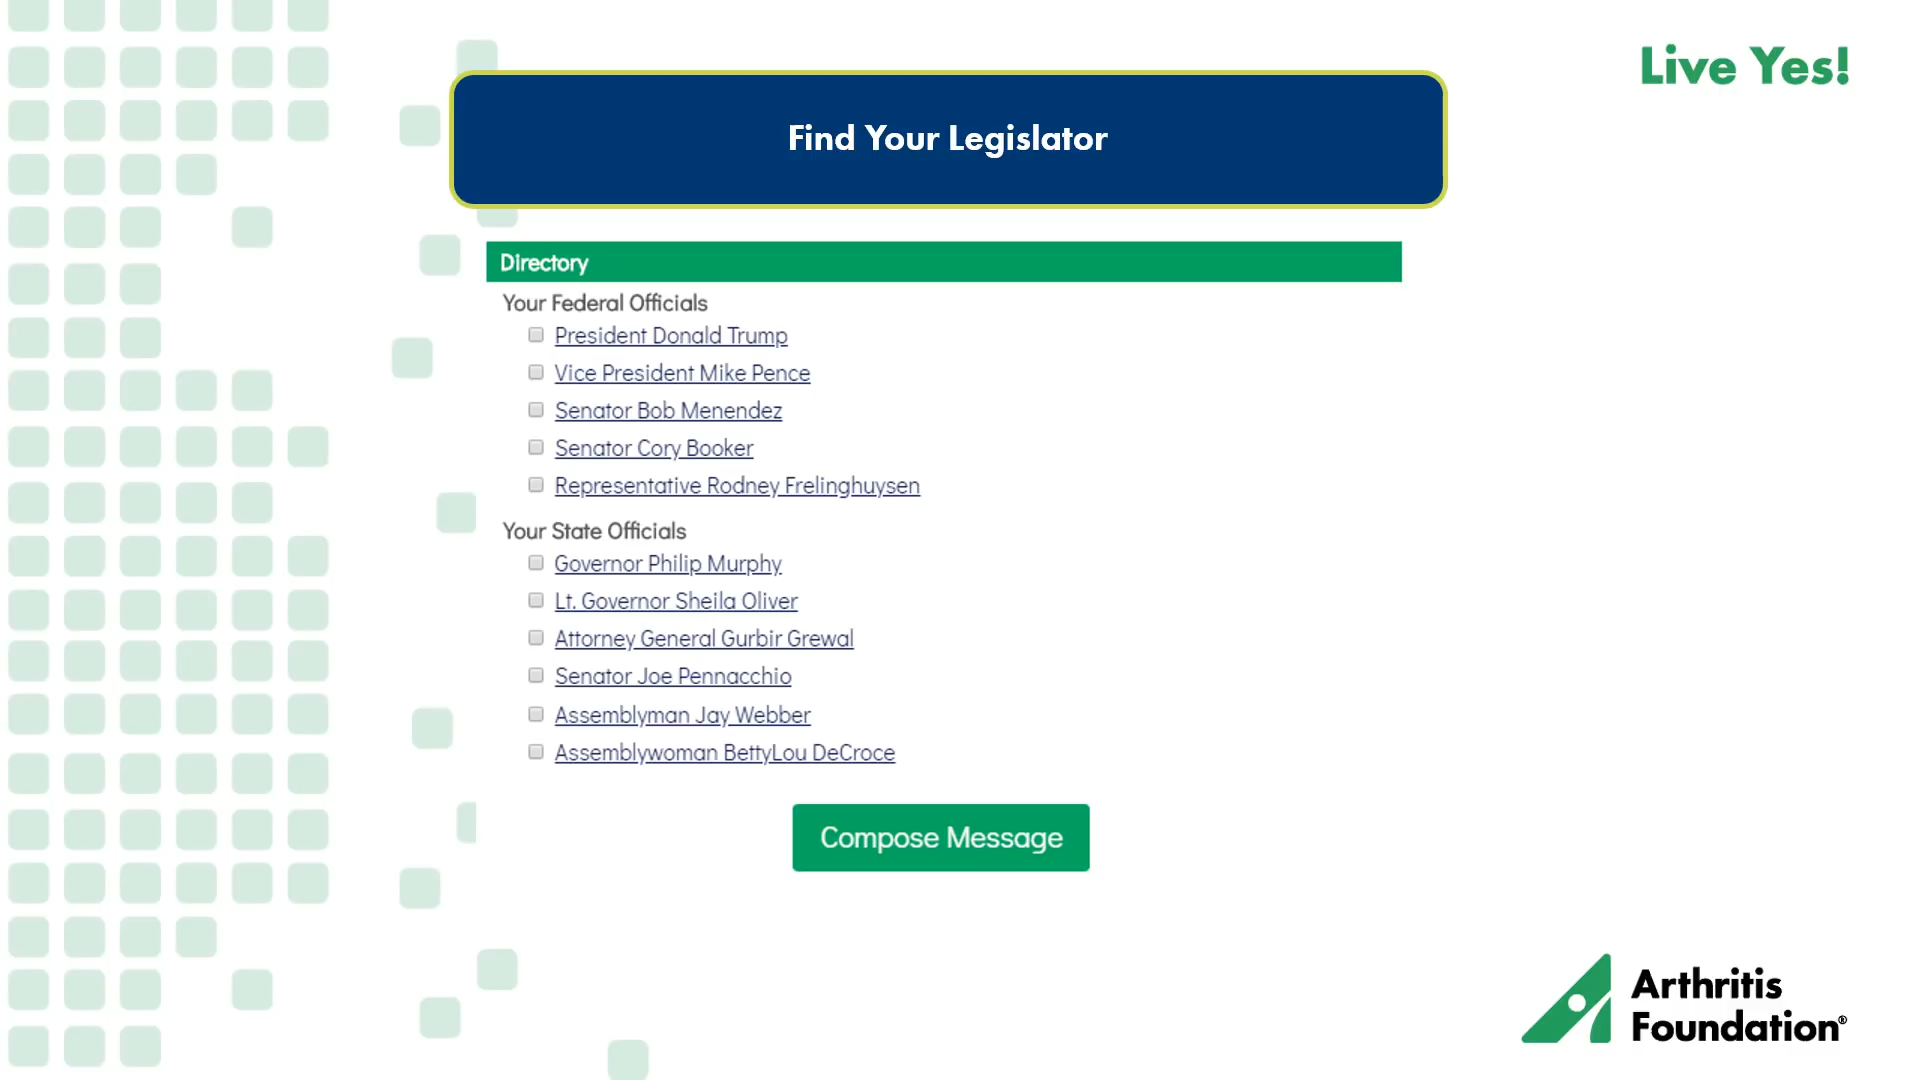 Live Yes!
Find Your Legislator
Directory
Your Federal Officials
President Donald Trump
Vice President Mike Pence
Senator Bob Menendez
Senator Cory Booker
Representative Rodney Frelinghuysen
Your State Officials
Governor Philip Murphy
Lt. Governor Sheila Oliver
Attorney General Gurbir Grewal
Senator Joe Pennacchio
Assemblyman Jay Webber
Assemblywoman BettyLou DeCroce
Compose Message
Arthritis
Foundation®